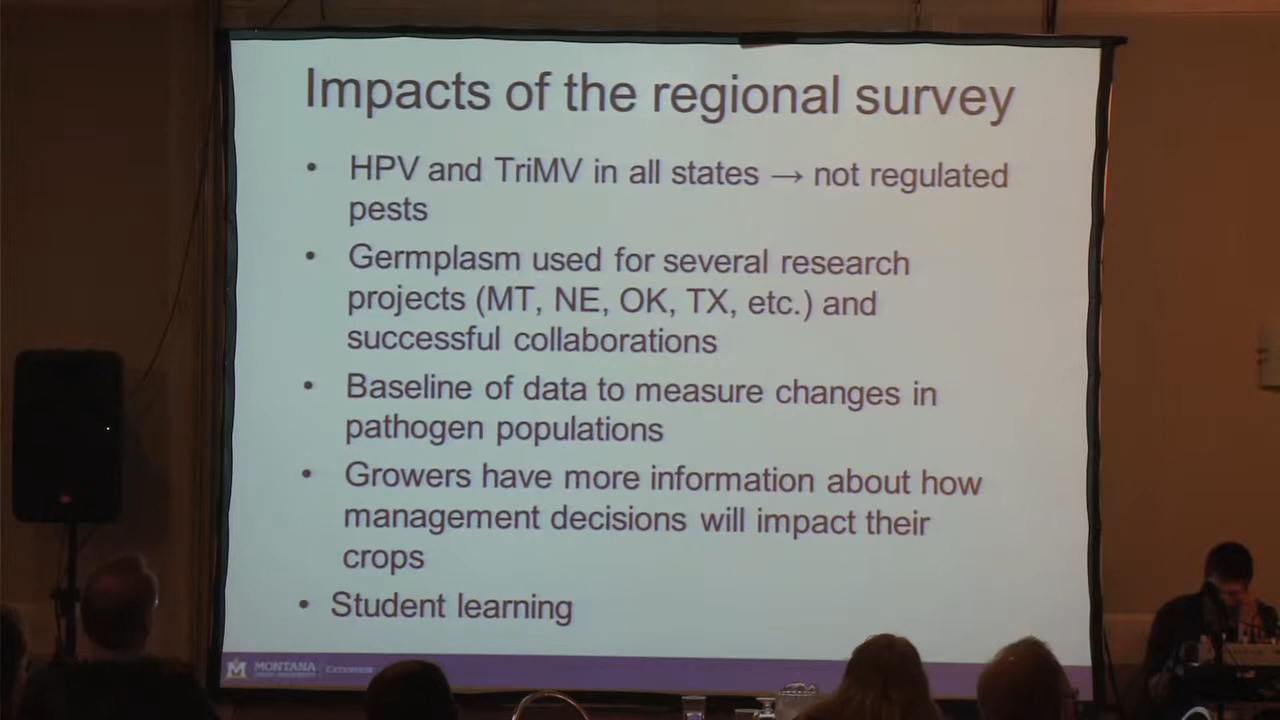 Impacts of the regional survey
• HPV and TriMV in all states → not regulated
pests
• Germplasm used for several research
projects (MT, NE, OK, TX, etc.) and
successful collaborations
• Baseline of data to measure changes in
pathogen populations
• Growers have more information about how
management decisions will impact their
crops
• Student learning
M MONTANA